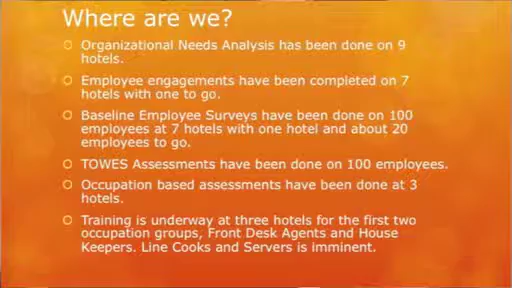 Where are we?
Organizational Needs Analysis has been done on 9
hotels.
Employee engagements have been completed on 7
hotels with one to go.
Baseline Employee Surveys have been done on 100
employees at 7 hotels with one hotel and about 20
employees to go.
TOWES Assessments have been done on 100 employees.
Occupation based assessments have been done at 3
hotels.
Training is underway at three hotels for the first two
occupation groups, Front Desk Agents and House
Keepers. Line Cooks and Servers is imminent.